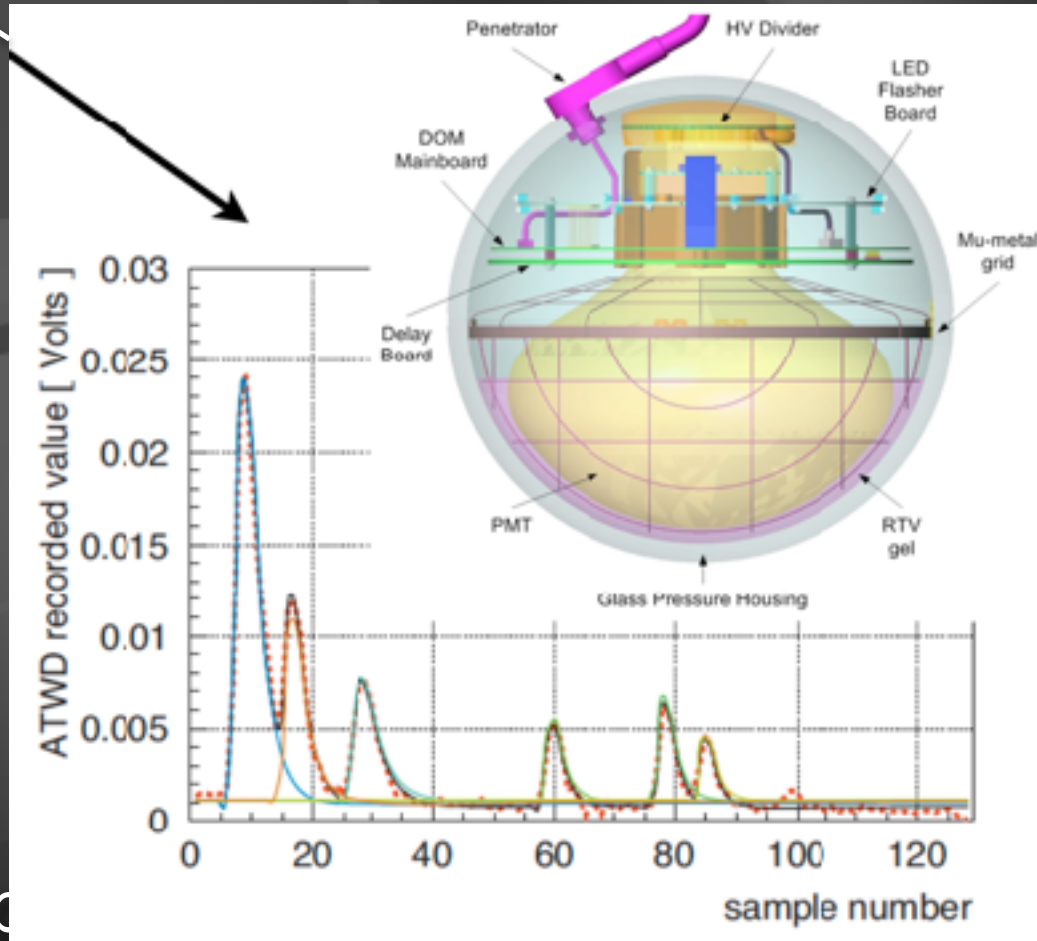 Penetrator
HV Divider
LED
Flasher
Board
DOM
Mainboard
Mu-metal
grid
Delay
Board
PMT
RTV
gel
Glass Pressure Housing
ATWD recorded value [ Volts ]
0.03
0.025
0.02
0.015
0.01
0.005
0
0 20 40 60 80 100 120
sample number